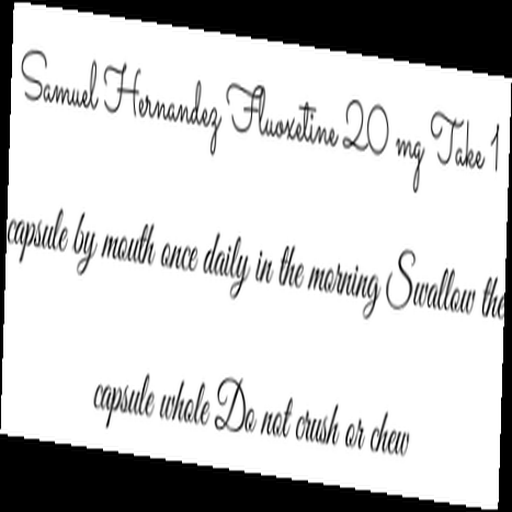 Samuel Hernandez Fluoxetine 20 mg Take 1
capsule by mouth once daily in the morning Swallow the
capsule whole Do not crush or chew